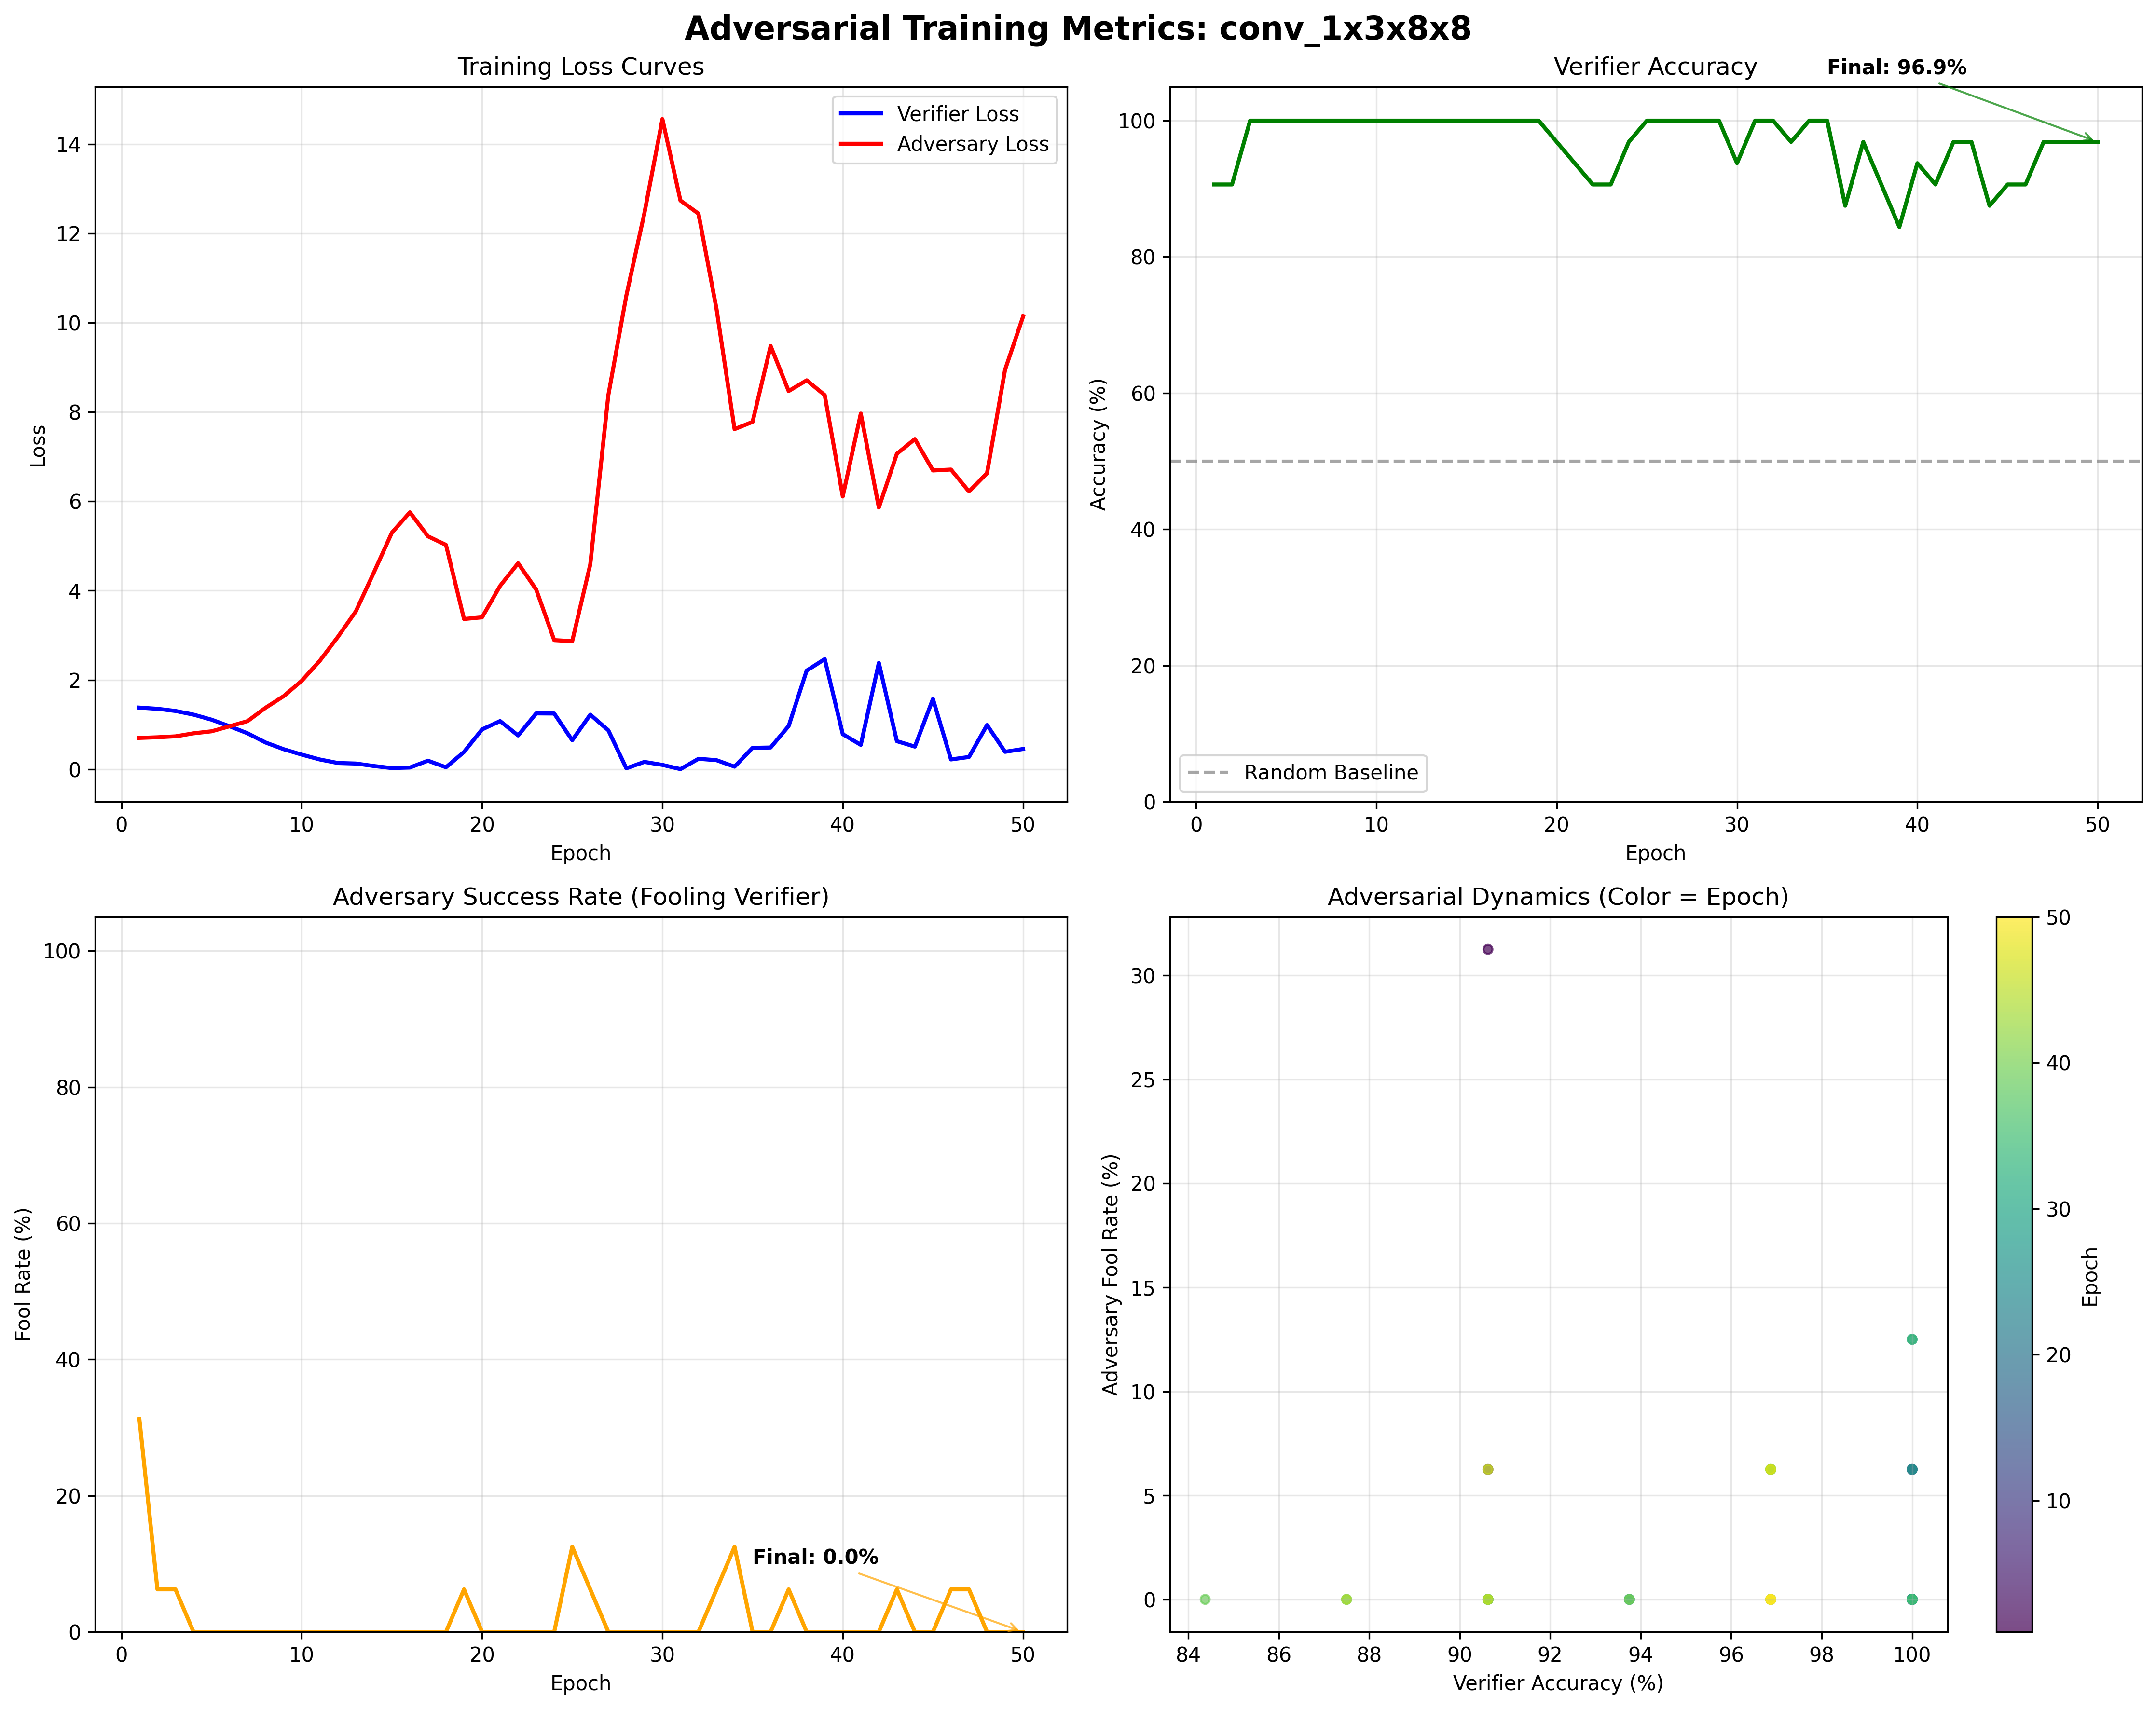 Adversarial Training Metrics: conv_1x3x8x8
Training Loss Curves
Verifier Loss
Adversary Loss
14
12
10
8
6
4
2
0
Loss
0 10 20 30 40 50
Epoch
Verifier Accuracy
Final: 96.9%
100
80
60
40
20
0
Accuracy (%)
Random Baseline
0 10 20 30 40 50
Epoch
Adversary Success Rate (Fooling Verifier)
100
80
60
40
20
0
Fool Rate (%)
Final: 0.0%
0 10 20 30 40 50
Epoch
Adversarial Dynamics (Color = Epoch)
30
25
20
15
10
5
0
Adversary Fool Rate (%)
84 86 88 90 92 94 96 98 100
Verifier Accuracy (%)
50
40
30
20
10
Epoch